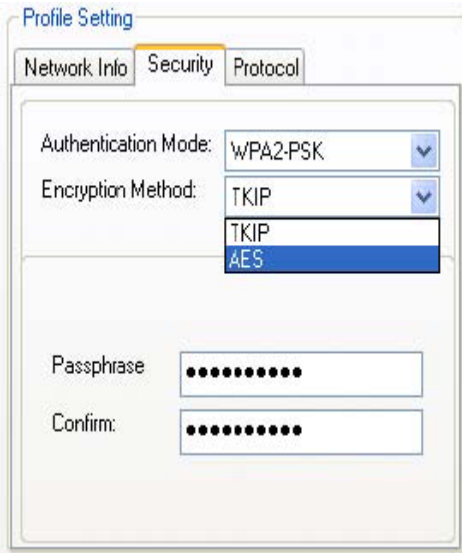 Profile Setting
Network Info Security Protocol
Authentication Mode: WPA2-PSK
Encryption Method: TKIP
TKIP
AES
Passphrase ●●●●●●●●●●
Confirm: ●●●●●●●●●●